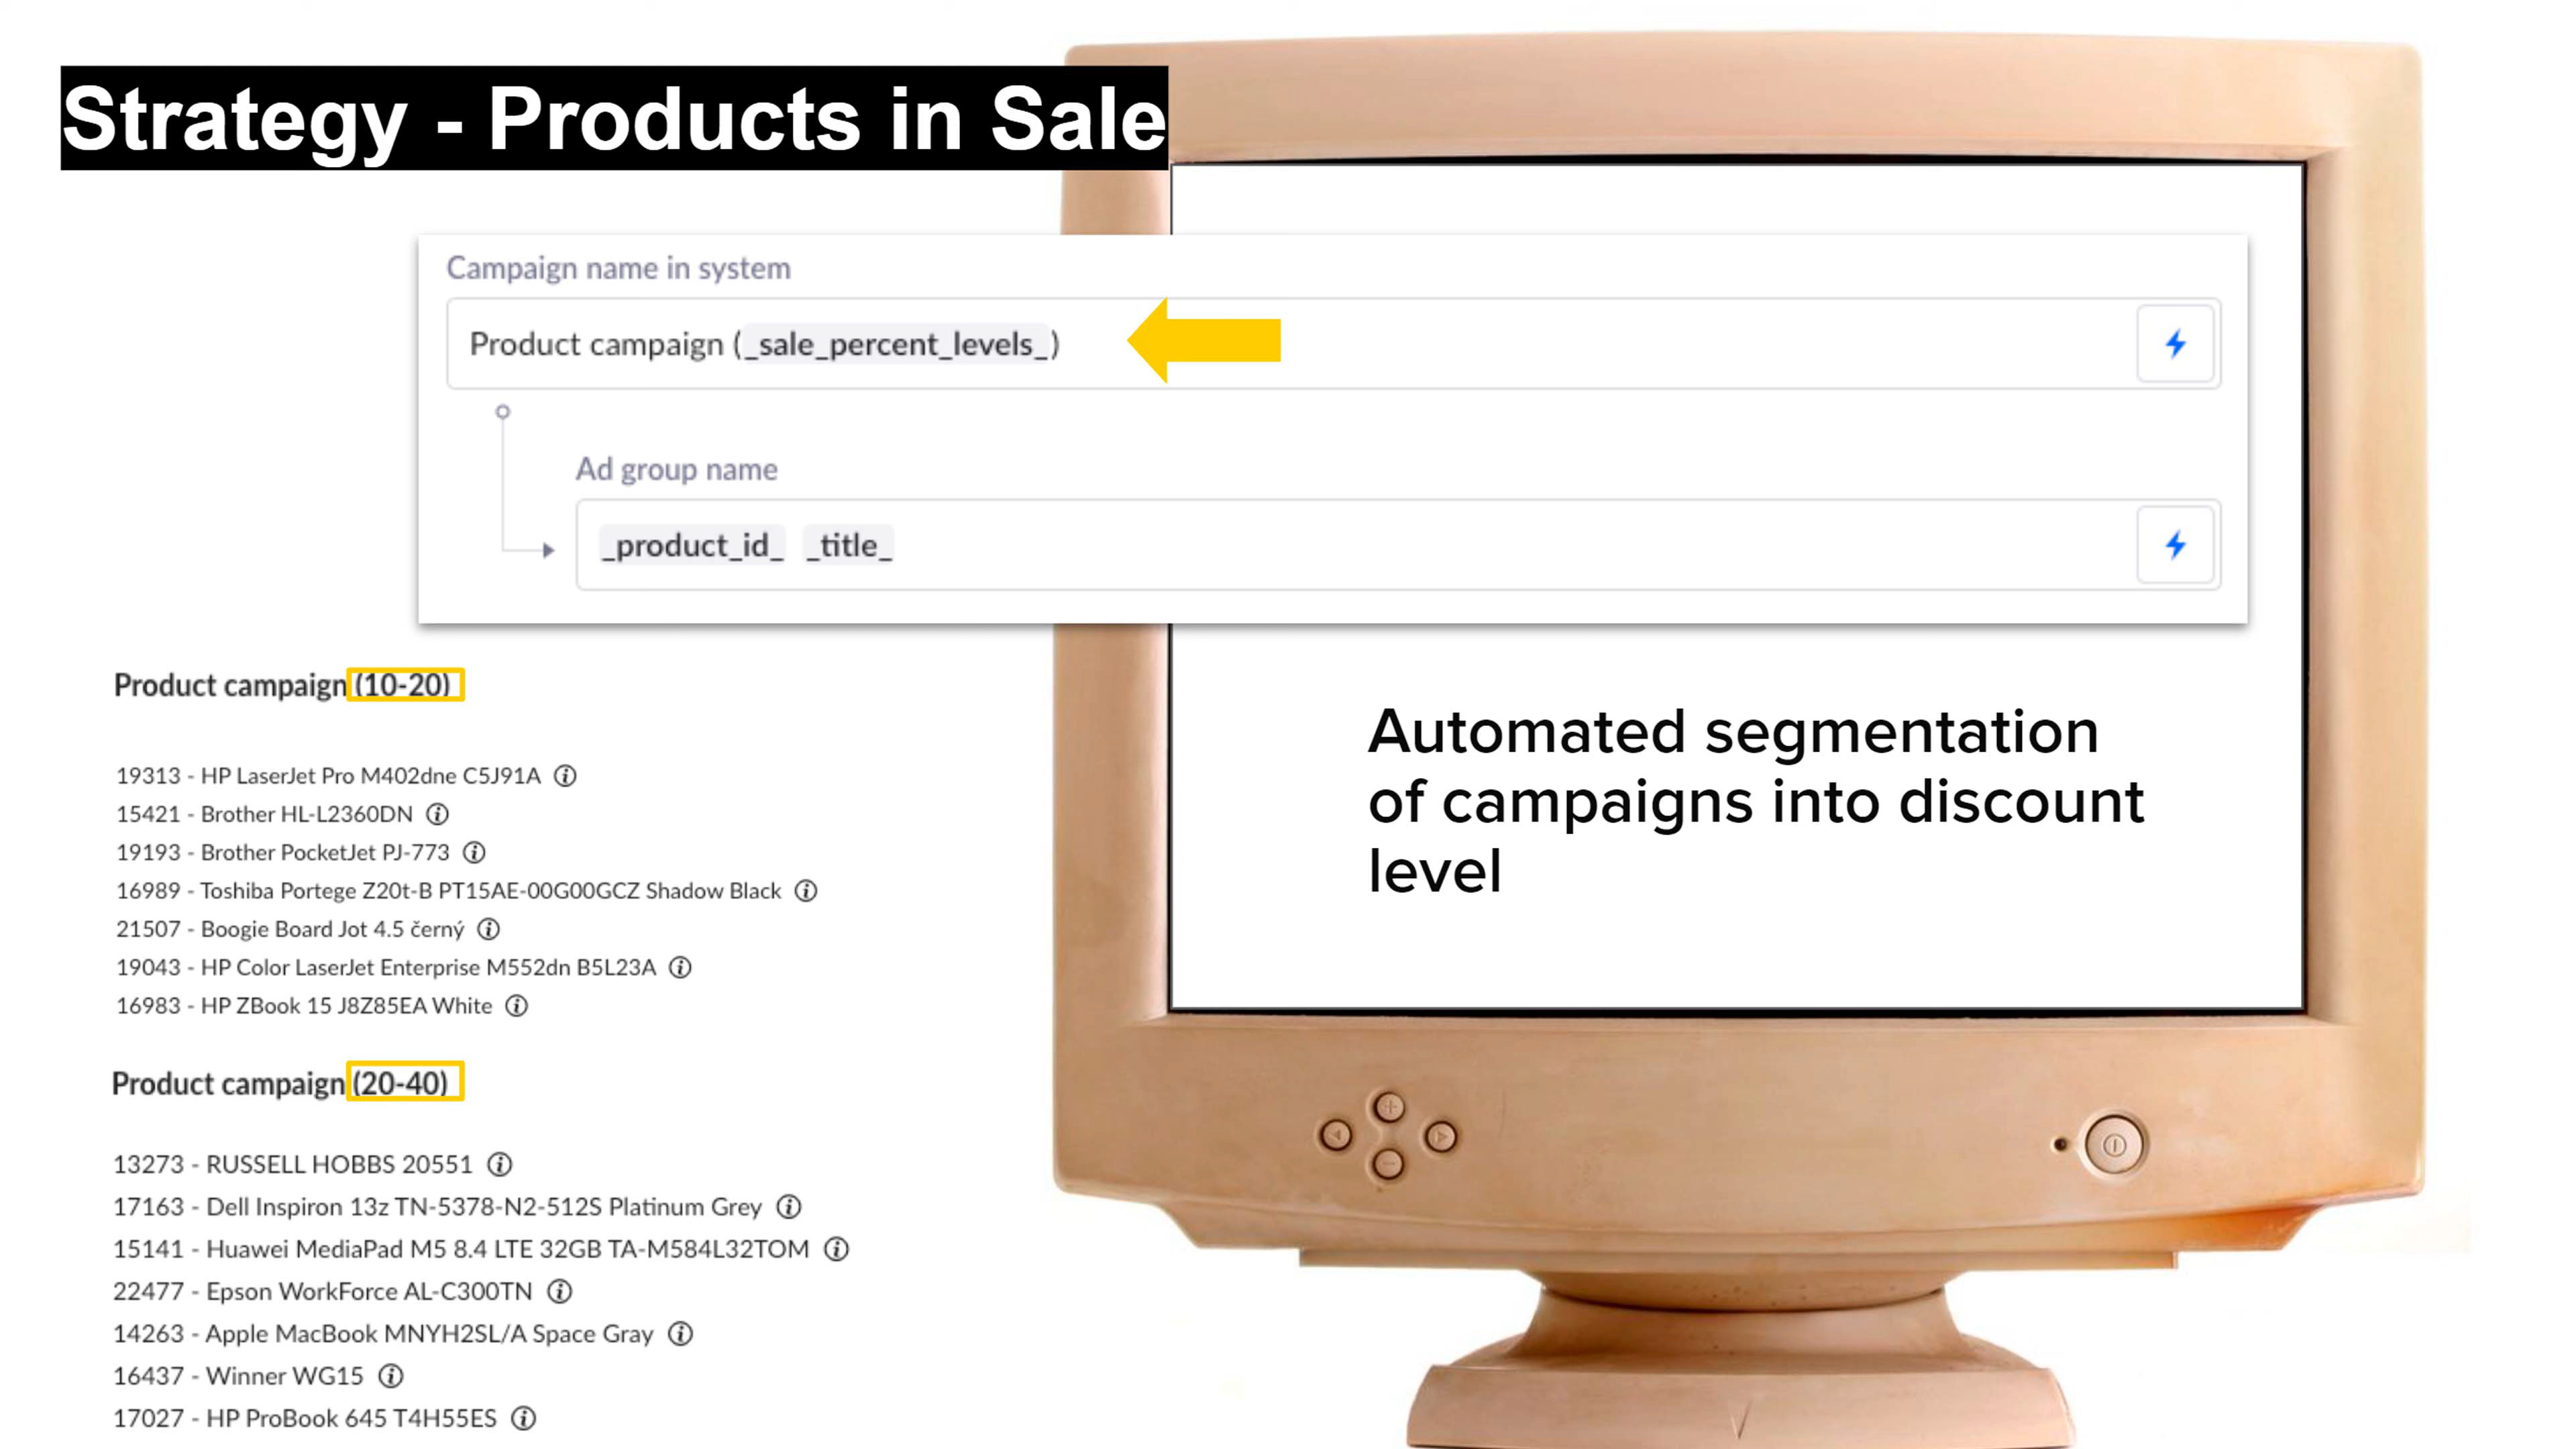 Strategy - Products in Sale
Campaign name in system
Product campaign (_sale_percent_levels_)
Ad group name
_product_id_ _title_
Product campaign (10-20)
19313 - HP LaserJet Pro M402dne C5J91A
15421 - Brother HL-L2360DN
19193 - Brother PocketJet PJ-773
16989 - Toshiba Portege Z20t-B PT15AE-00G00GCZ Shadow Black
21507 - Boogie Board Jot 4.5 černý
19043 - HP Color LaserJet Enterprise M552dn B5L23A
16983 - HP ZBook 15 J8Z85EA White
Product campaign (20-40)
13273 - RUSSELL HOBBS 20551
17163 - Dell Inspiron 13z TN-5378-N2-512S Platinum Grey
15141 - Huawei MediaPad M5 8.4 LTE 32GB TA-M584L32TOM
22477 - Epson WorkForce AL-C300TN
14263 - Apple MacBook MNYH2SL/A Space Gray
16437 - Winner WG15
17027 - HP ProBook 645 T4H55ES
Automated segmentation
of campaigns into discount
level